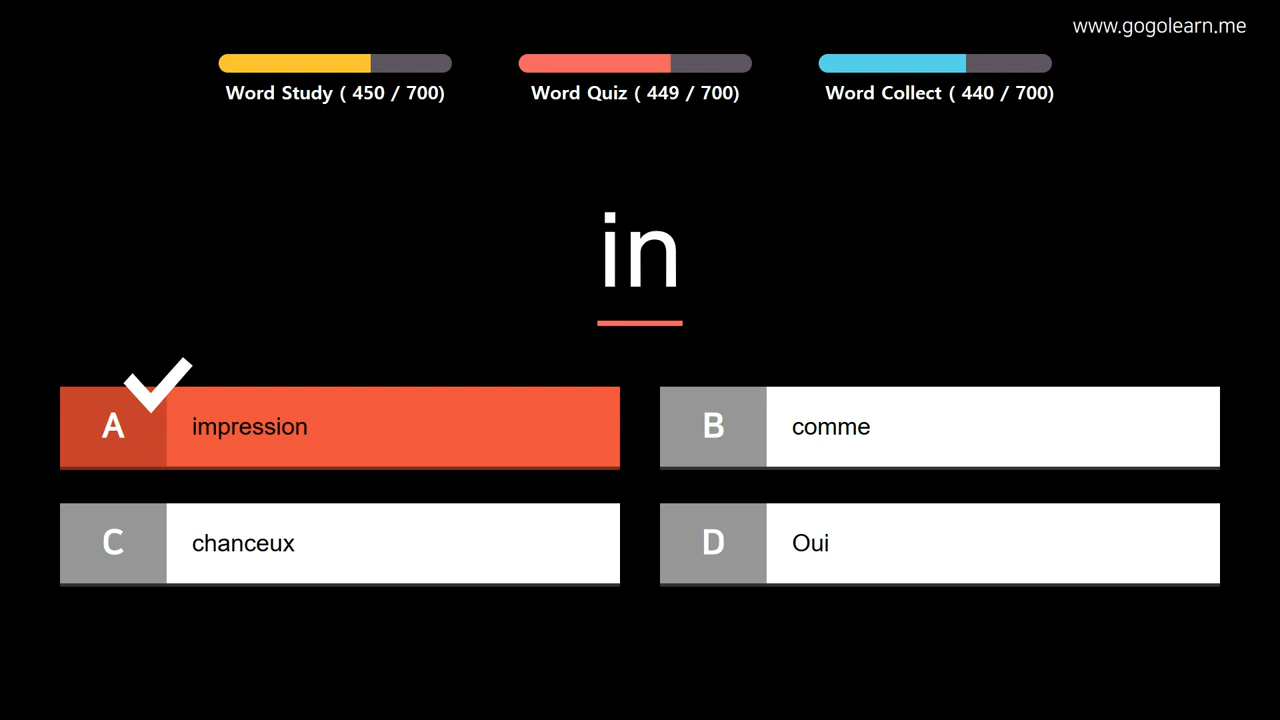 www.gogolearn.me
Word Study ( 450 / 700)
Word Quiz ( 449 / 700)
Word Collect ( 440 / 700)
in
A impression
B comme
C chanceux
D Oui